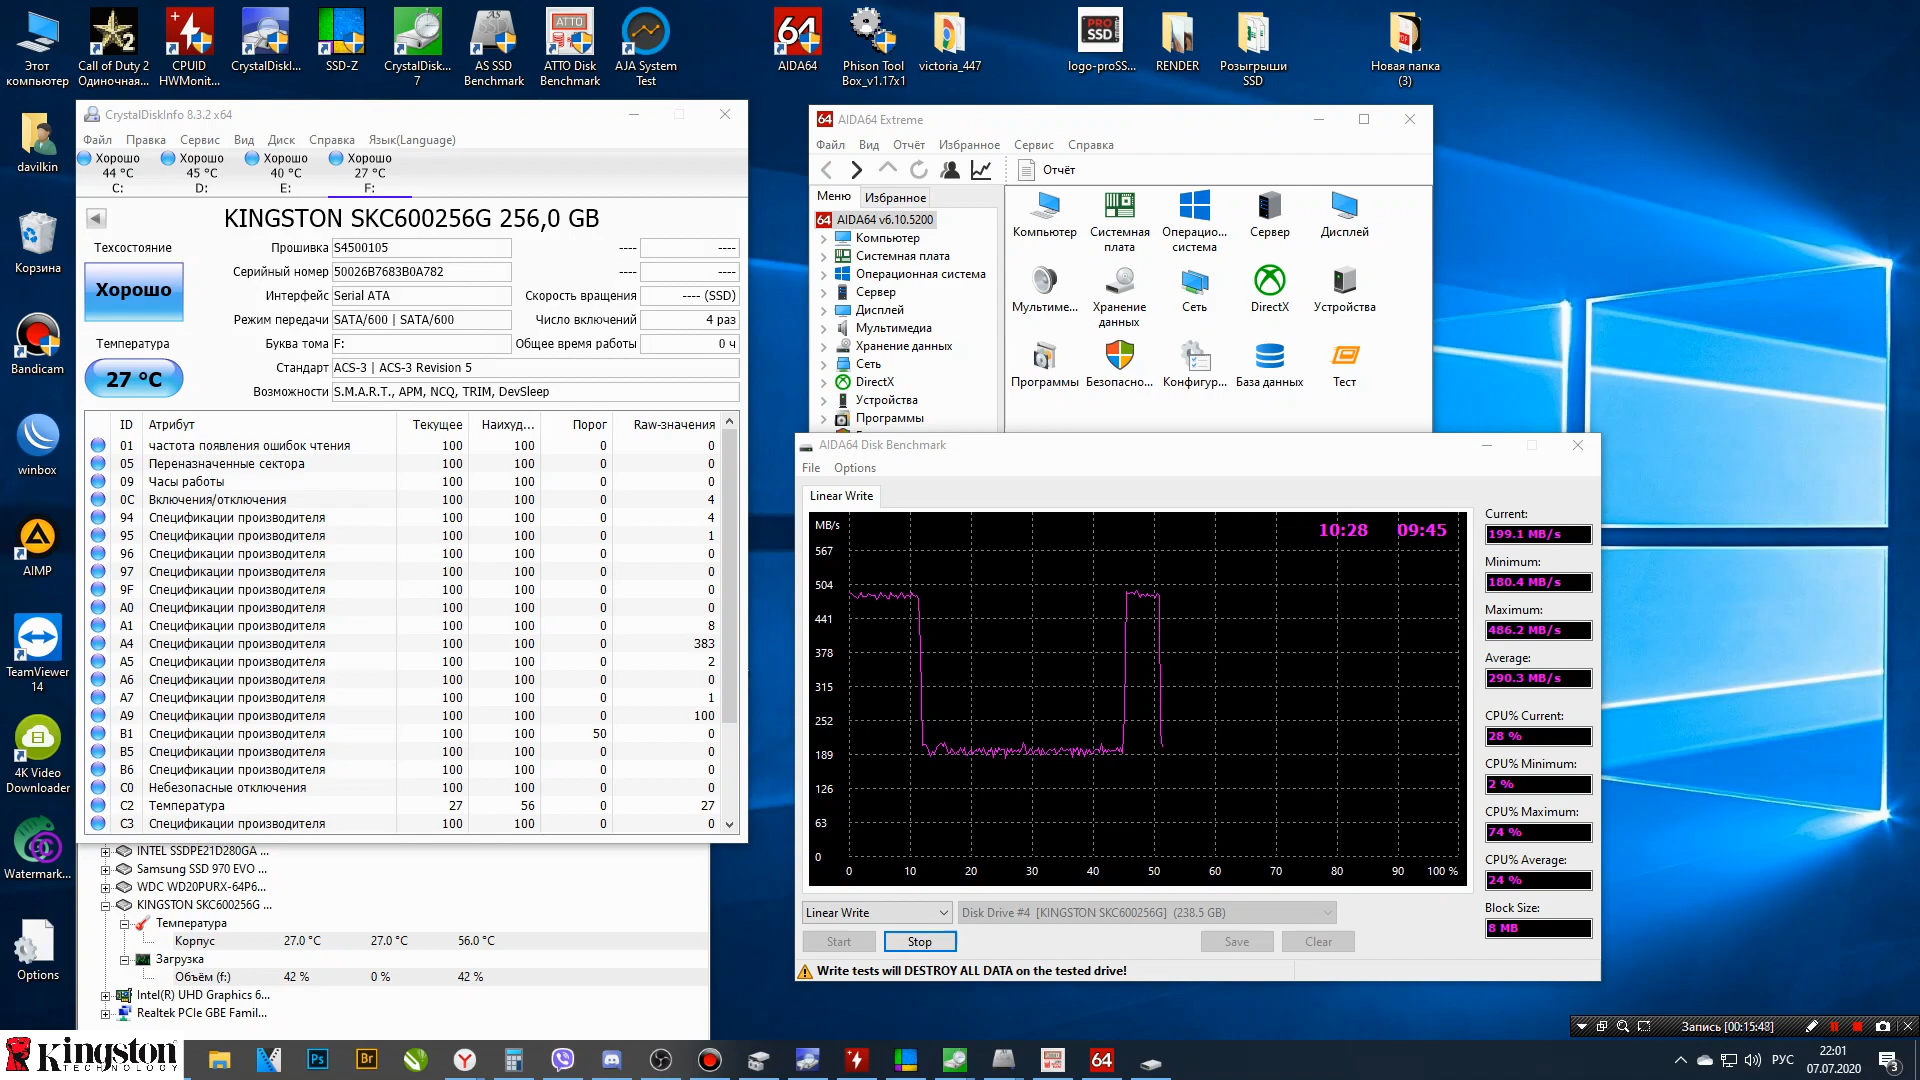 Этот компьютер
Call of Duty 2 Одиночная...
CPUID HWMonit...
CrystalDiskI...
SSD-Z
CrystalDisk... 7
AS SSD Benchmark
ATTO Disk Benchmark
AJA System Test
AIDA64
Phison Tool Box_v1.17x1
victoria_447
logo-proSS...
RENDER
Розыгрыши SSD
Новая папка (3)
davilkin
Корзина
Bandicam
winbox
AIMP
TeamViewer 14
4K Video Downloader
Watermark...
Options
CrystalDiskInfo 8.3.2 x64
Файл Правка Сервис Вид Диск Справка Язык(Language)
Хорошо Хорошо Хорошо Хорошо
44 °C 45 °C 40 °C 27 °C
C: D: E: F:
KINGSTON SKC600256G 256,0 GB
Техсостояние
Хорошо
Температура
27 °C
Прошивка S4500105 ---- ----
Серийный номер 50026B7683B0A782 ---- ----
Интерфейс Serial ATA Скорость вращения ---- (SSD)
Режим передачи SATA/600 | SATA/600 Число включений 4 раз
Буква тома F: Общее время работы 0 ч
Стандарт ACS-3 | ACS-3 Revision 5
Возможности S.M.A.R.T., APM, NCQ, TRIM, DevSleep
ID Атрибут Текущее Наихуд... Порог Raw-значения
01 частота появления ошибок чтения 100 100 0 0
05 Переназначенные сектора 100 100 0 0
09 Часы работы 100 100 0 0
0C Включения/отключения 100 100 0 4
94 Спецификации производителя 100 100 0 4
95 Спецификации производителя 100 100 0 1
96 Спецификации производителя 100 100 0 0
97 Спецификации производителя 100 100 0 0
9F Спецификации производителя 100 100 0 0
A0 Спецификации производителя 100 100 0 0
A1 Спецификации производителя 100 100 0 8
A4 Спецификации производителя 100 100 0 383
A5 Спецификации производителя 100 100 0 2
A6 Спецификации производителя 100 100 0 0
A7 Спецификации производителя 100 100 0 1
A9 Спецификации производителя 100 100 0 100
B1 Спецификации производителя 100 100 50 0
B5 Спецификации производителя 100 100 0 0
B6 Спецификации производителя 100 100 0 0
C0 Небезопасные отключения 100 100 0 0
C2 Температура 27 56 0 27
C3 Спецификации производителя 100 100 0 0
INTEL SSDPE21D280GA ...
Samsung SSD 970 EVO ...
WDC WD20PURX-64P6...
KINGSTON SKC600256G ...
Температура
Корпус 27.0 °C 27.0 °C 56.0 °C
Загрузка
Объём (f:) 42 % 0 % 42 %
Intel(R) UHD Graphics 6...
Realtek PCIe GBE Famil...
64 AIDA64 Extreme
Файл Вид Отчёт Избранное Сервис Справка
Отчёт
Меню Избранное
64 AIDA64 v6.10.5200
Компьютер
Системная плата
Операционная система
Сервер
Дисплей
Мультимедиа
Хранение данных
Сеть
DirectX
Устройства
Программы
Компьютер
Системная плата
Операцио... система
Сервер
Дисплей
Мультиме...
Хранение данных
Сеть
DirectX
Устройства
Программы
Безопасно...
Конфигур...
База данных
Тест
AIDA64 Disk Benchmark
File Options
Linear Write
MB/s 10:28 09:45
567
504
441
378
315
252
189
126
63
0
0 10 20 30 40 50 60 70 80 90 100 %
Current:
199.1 MB/s
Minimum:
180.4 MB/s
Maximum:
486.2 MB/s
Average:
290.3 MB/s
CPU% Current:
28 %
CPU% Minimum:
2 %
CPU% Maximum:
74 %
CPU% Average:
24 %
Block Size:
8 MB
Linear Write Disk Drive #4 [KINGSTON SKC600256G] (238.5 GB)
Start Stop Save Clear
Write tests will DESTROY ALL DATA on the tested drive!
Запись [00:15:48]
Kingston
TECHNOLOGY
Ps
Br
64
РУС
22:01
07.07.2020
3